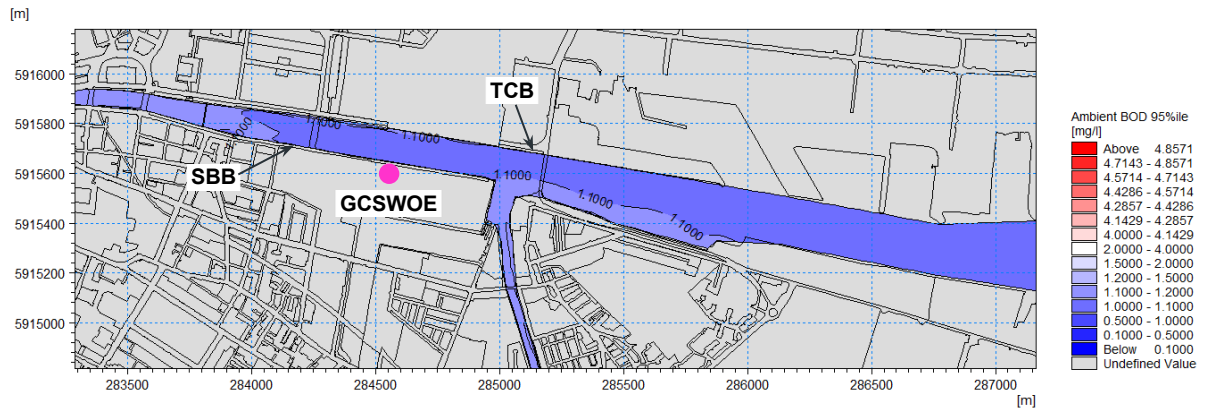 [m]
5916000
5915800
5915600
5915400
5915200
5915000
TCB
SBB
GCSWOE
1.1000
1.1000
1.1000
1.1000
1.1000
1.1000
283500
284000
284500
285000
285500
286000
286500
287000
[m]
Ambient BOD 95%ile
[mg/l]
Above 4.8571
4.7143 - 4.8571
4.5714 - 4.7143
4.4286 - 4.5714
4.2857 - 4.4286
4.1429 - 4.2857
4.0000 - 4.1429
2.0000 - 4.0000
1.5000 - 2.0000
1.2000 - 1.5000
1.1000 - 1.2000
1.0000 - 1.1000
0.5000 - 1.0000
0.1000 - 0.5000
Below 0.1000
Undefined Value